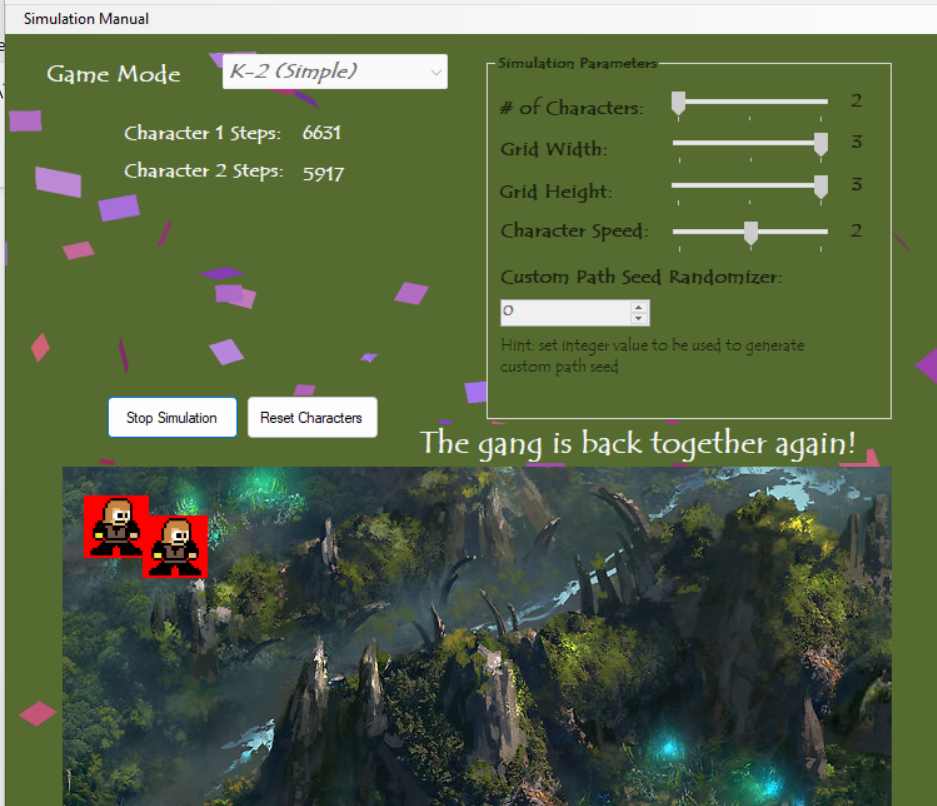 Simulation Manual
Game Mode
K-2 (Simple)
Character 1 Steps: 6631
Character 2 Steps: 5917
Simulation Parameters
# of Characters: 2
Grid Width: 3
Grid Height: 3
Character Speed: 2
Custom Path Seed Randomizer:
0
Hint: set integer value to be used to generate
custom path seed
Stop Simulation
Reset Characters
The gang is back together again!